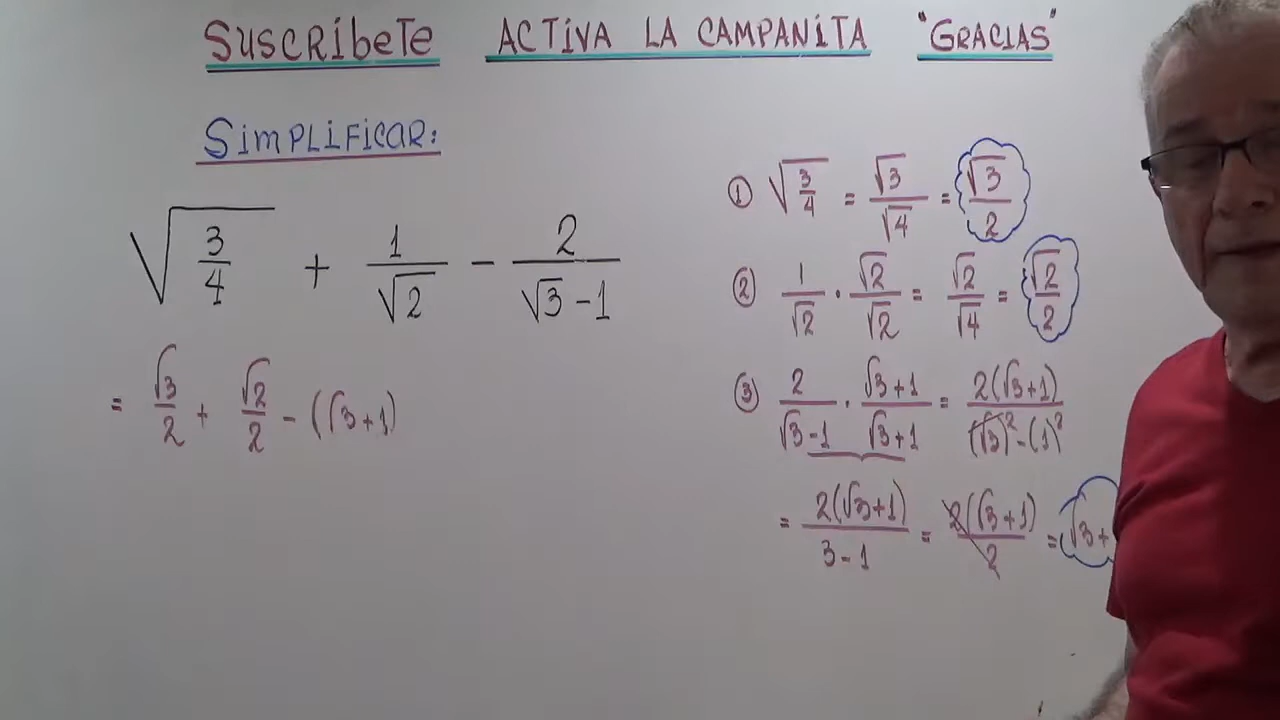 SUSCRÍBETE ACTIVA LA CAMPANITA "GRACIAS"
SIMPLIFICAR:
√(3/4) + 1/√2 - 2/(√3-1)
= √3/2 + √2/2 - (√3+1)
① √(3/4) = √3/√4 = √3/2
② 1/√2 · √2/√2 = √2/√4 = √2/2
③ 2/(√3-1) · (√3+1)/(√3+1) = 2(√3+1)/((√3)²-(1)²)
= 2(√3+1)/(3-1) = 2(√3+1)/2 = √3+